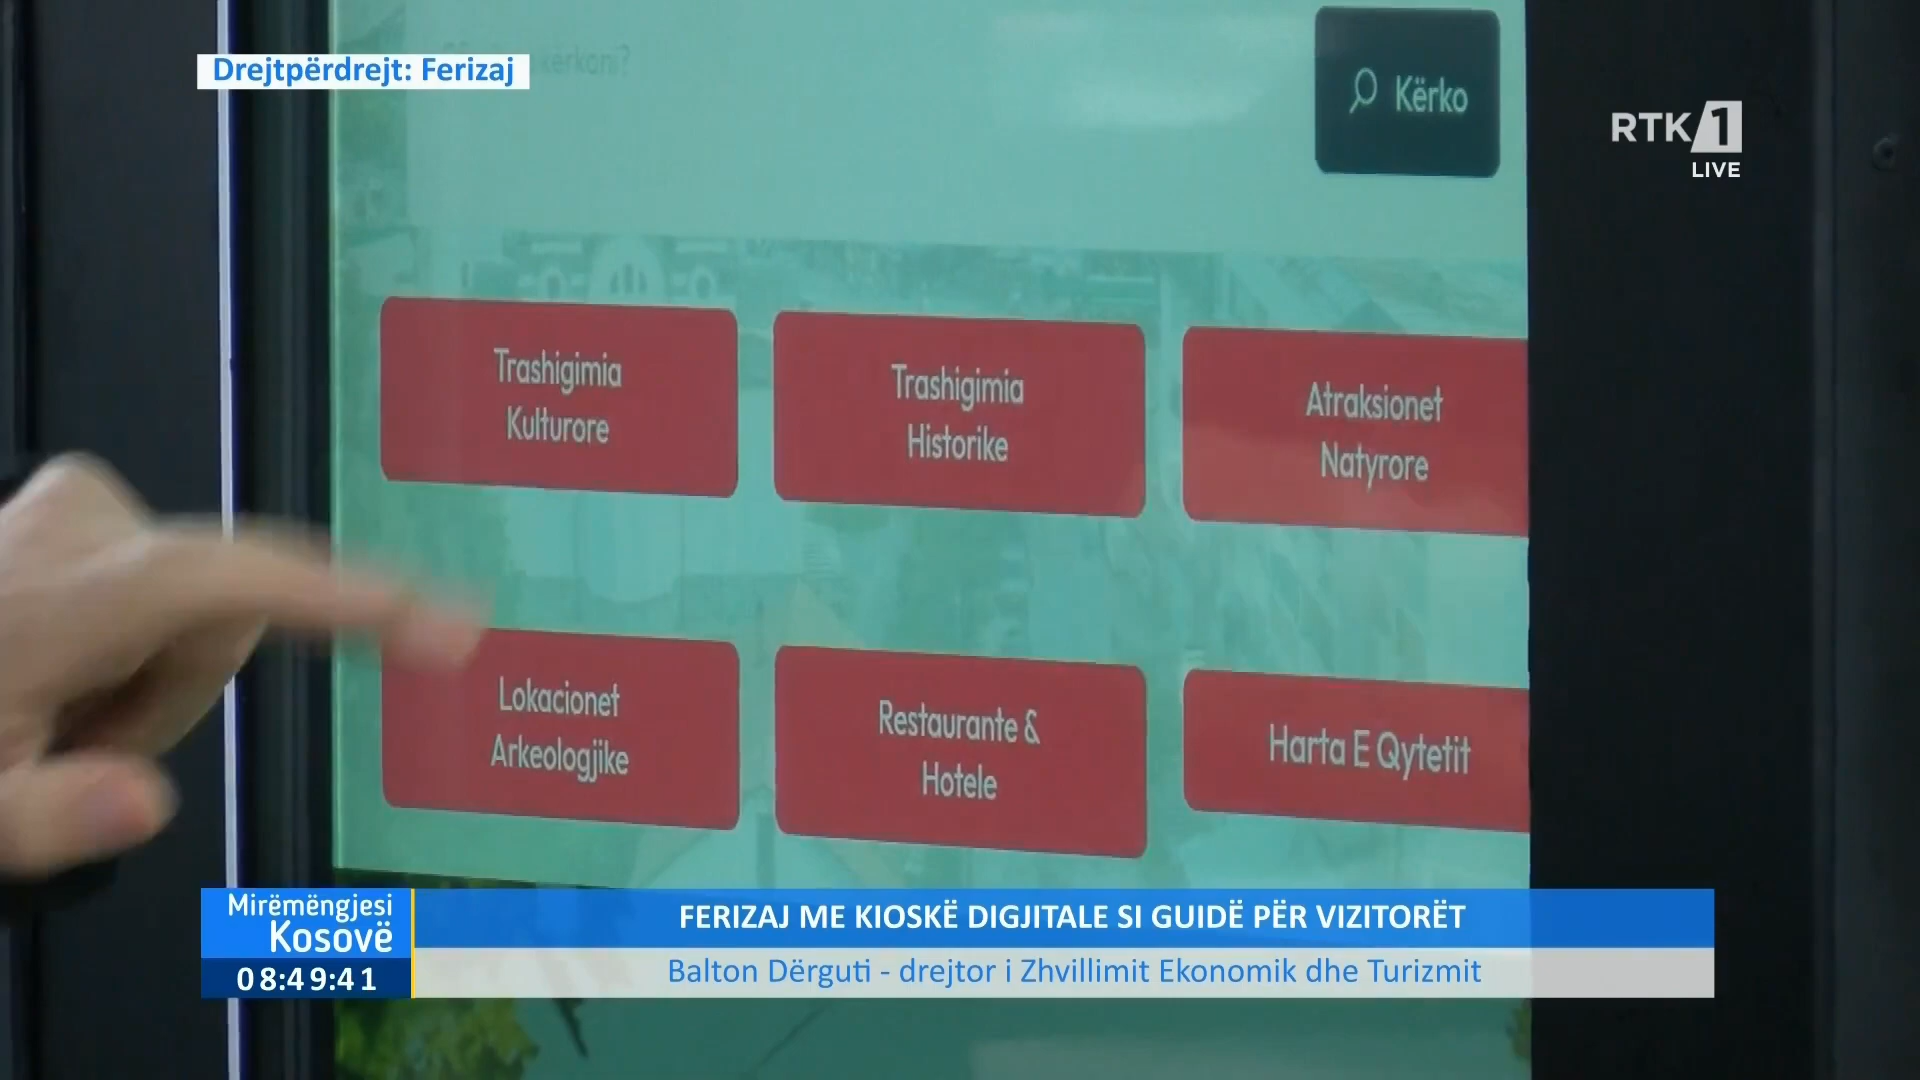 Drejtpërdrejt: Ferizaj
kërkoni?
Kërko
RTK1
LIVE
Trashigimia
Kulturore
Trashigimia
Historike
Atraksionet
Natyrore
Lokacionet
Arkeologjike
Restaurante &
Hotele
Harta E Qytetit
Mirëmëngjesi
Kosovë
08:49:41
FERIZAJ ME KIOSKË DIGJITALE SI GUIDË PËR VIZITORËT
Balton Dërguti - drejtor i Zhvillimit Ekonomik dhe Turizmit